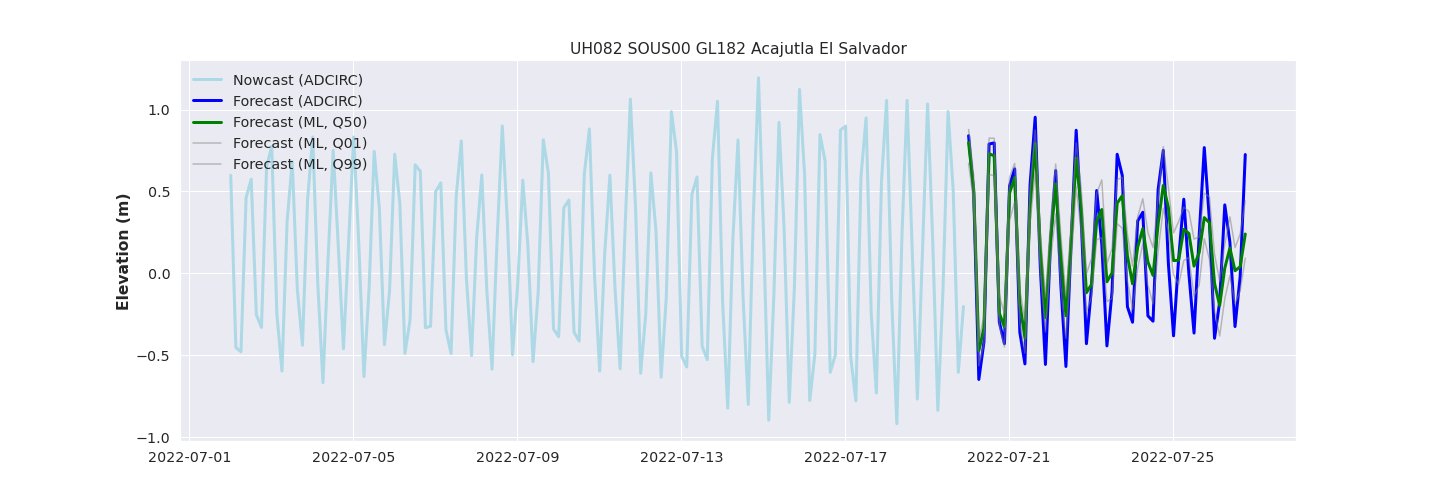 UH082 SOUS00 GL182 Acajutla El Salvador
Nowcast (ADCIRC)
Forecast (ADCIRC)
Forecast (ML, Q50)
Forecast (ML, Q01)
Forecast (ML, Q99)
Elevation (m)
1.0
0.5
0.0
−0.5
−1.0
2022-07-01
2022-07-05
2022-07-09
2022-07-13
2022-07-17
2022-07-21
2022-07-25